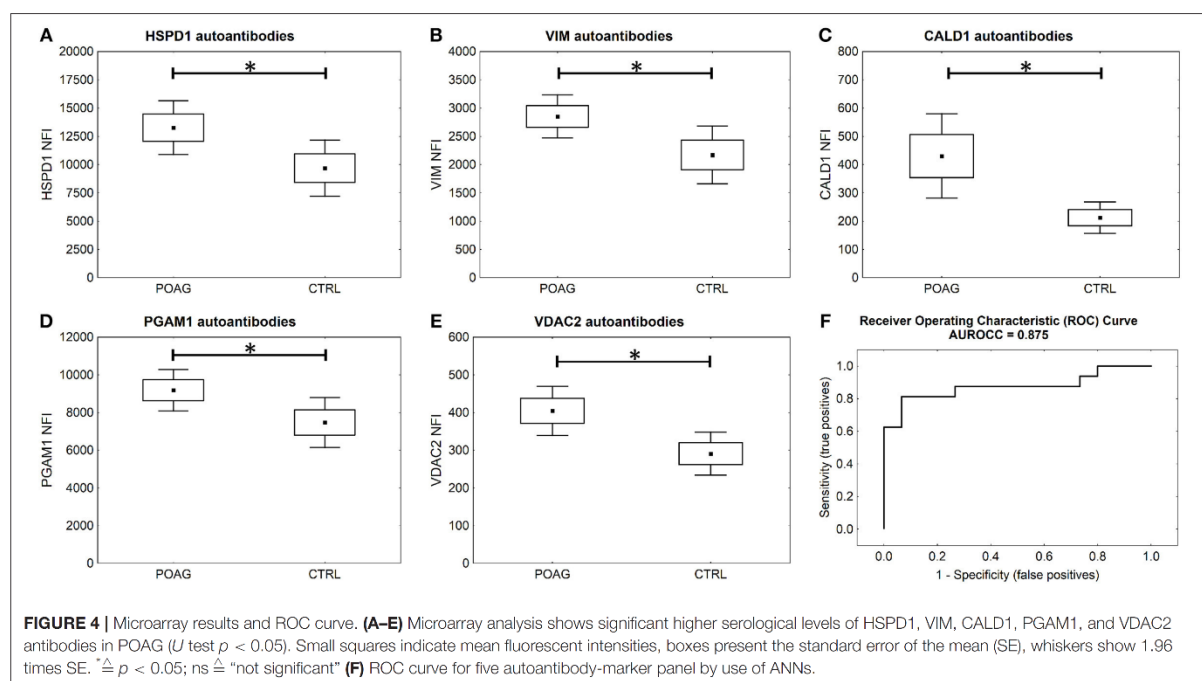 A
HSPD1 autoantibodies
20000
17500
15000
12500
10000
7500
5000
2500
0
HSPD1 NFI
*
POAG
CTRL
B
VIM autoantibodies
4000
3500
3000
2500
2000
1500
1000
500
0
VIM NFI
*
POAG
CTRL
C
CALD1 autoantibodies
800
700
600
500
400
300
200
100
0
CALD1 NFI
*
POAG
CTRL
D
PGAM1 autoantibodies
12000
10000
8000
6000
4000
2000
0
PGAM1 NFI
*
POAG
CTRL
E
VDAC2 autoantibodies
600
500
400
300
200
100
0
VDAC2 NFI
*
POAG
CTRL
F
Receiver Operating Characteristic (ROC) Curve
AUROCC = 0.875
1.0
0.8
0.6
0.4
0.2
0.0
Sensitivity (true positives)
0.0 0.2 0.4 0.6 0.8 1.0
1 - Specificity (false positives)
FIGURE 4 | Microarray results and ROC curve. (A–E) Microarray analysis shows significant higher serological levels of HSPD1, VIM, CALD1, PGAM1, and VDAC2
antibodies in POAG (U test p < 0.05). Small squares indicate mean fluorescent intensities, boxes present the standard error of the mean (SE), whiskers show 1.96
times SE. *≙ p < 0.05; ns ≙ “not significant” (F) ROC curve for five autoantibody-marker panel by use of ANNs.